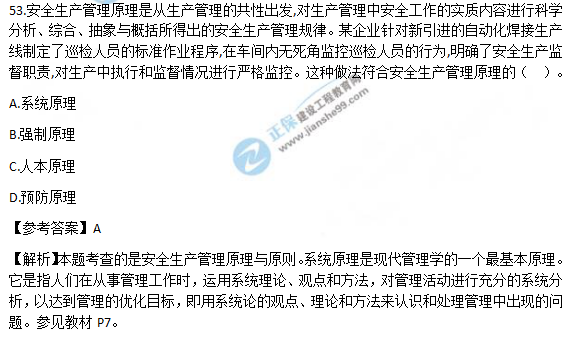 53.安全生产管理原理是从生产管理的共性出发,对生产管理中安全工作的实质内容进行科学
分析、综合、抽象与概括所得出的安全生产管理规律。某企业针对新引进的自动化焊接生产
线制定了巡检人员的标准作业程序,在车间内无死角监控巡检人员的行为,明确了安全生产监
督职责,对生产中执行和监督情况进行严格监控。这种做法符合安全生产管理原理的（ ）。
A.系统原理
B.强制原理
C.人本原理
D.预防原理
【参考答案】A
【解析】本题考查的是安全生产管理原理与原则。系统原理是现代管理学的一个最基本原理。
它是指人们在从事管理工作时，运用系统理论、观点和方法，对管理活动进行充分的系统分
析，以达到管理的优化目标，即用系统论的观点、理论和方法来认识和处理管理中出现的问
题。参见教材 P7。
正保建设工程教育网
www.jianshe99.com